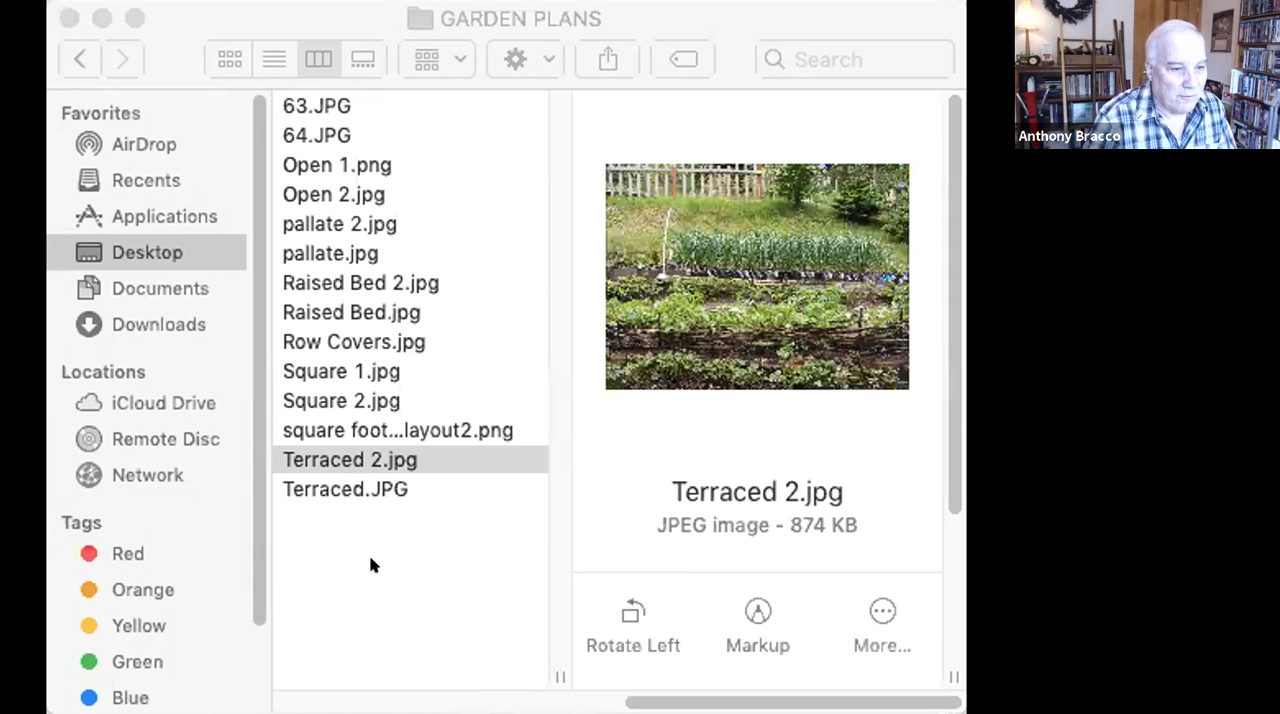 GARDEN PLANS
Search
Favorites
AirDrop
Recents
Applications
Desktop
Documents
Downloads
Locations
iCloud Drive
Remote Disc
Network
Tags
Red
Orange
Yellow
Green
Blue
63.JPG
64.JPG
Open 1.png
Open 2.jpg
pallate 2.jpg
pallate.jpg
Raised Bed 2.jpg
Raised Bed.jpg
Row Covers.jpg
Square 1.jpg
Square 2.jpg
square foot...layout2.png
Terraced 2.jpg
Terraced.JPG
Terraced 2.jpg
JPEG image - 874 KB
Rotate Left
Markup
More...
Anthony Bracco